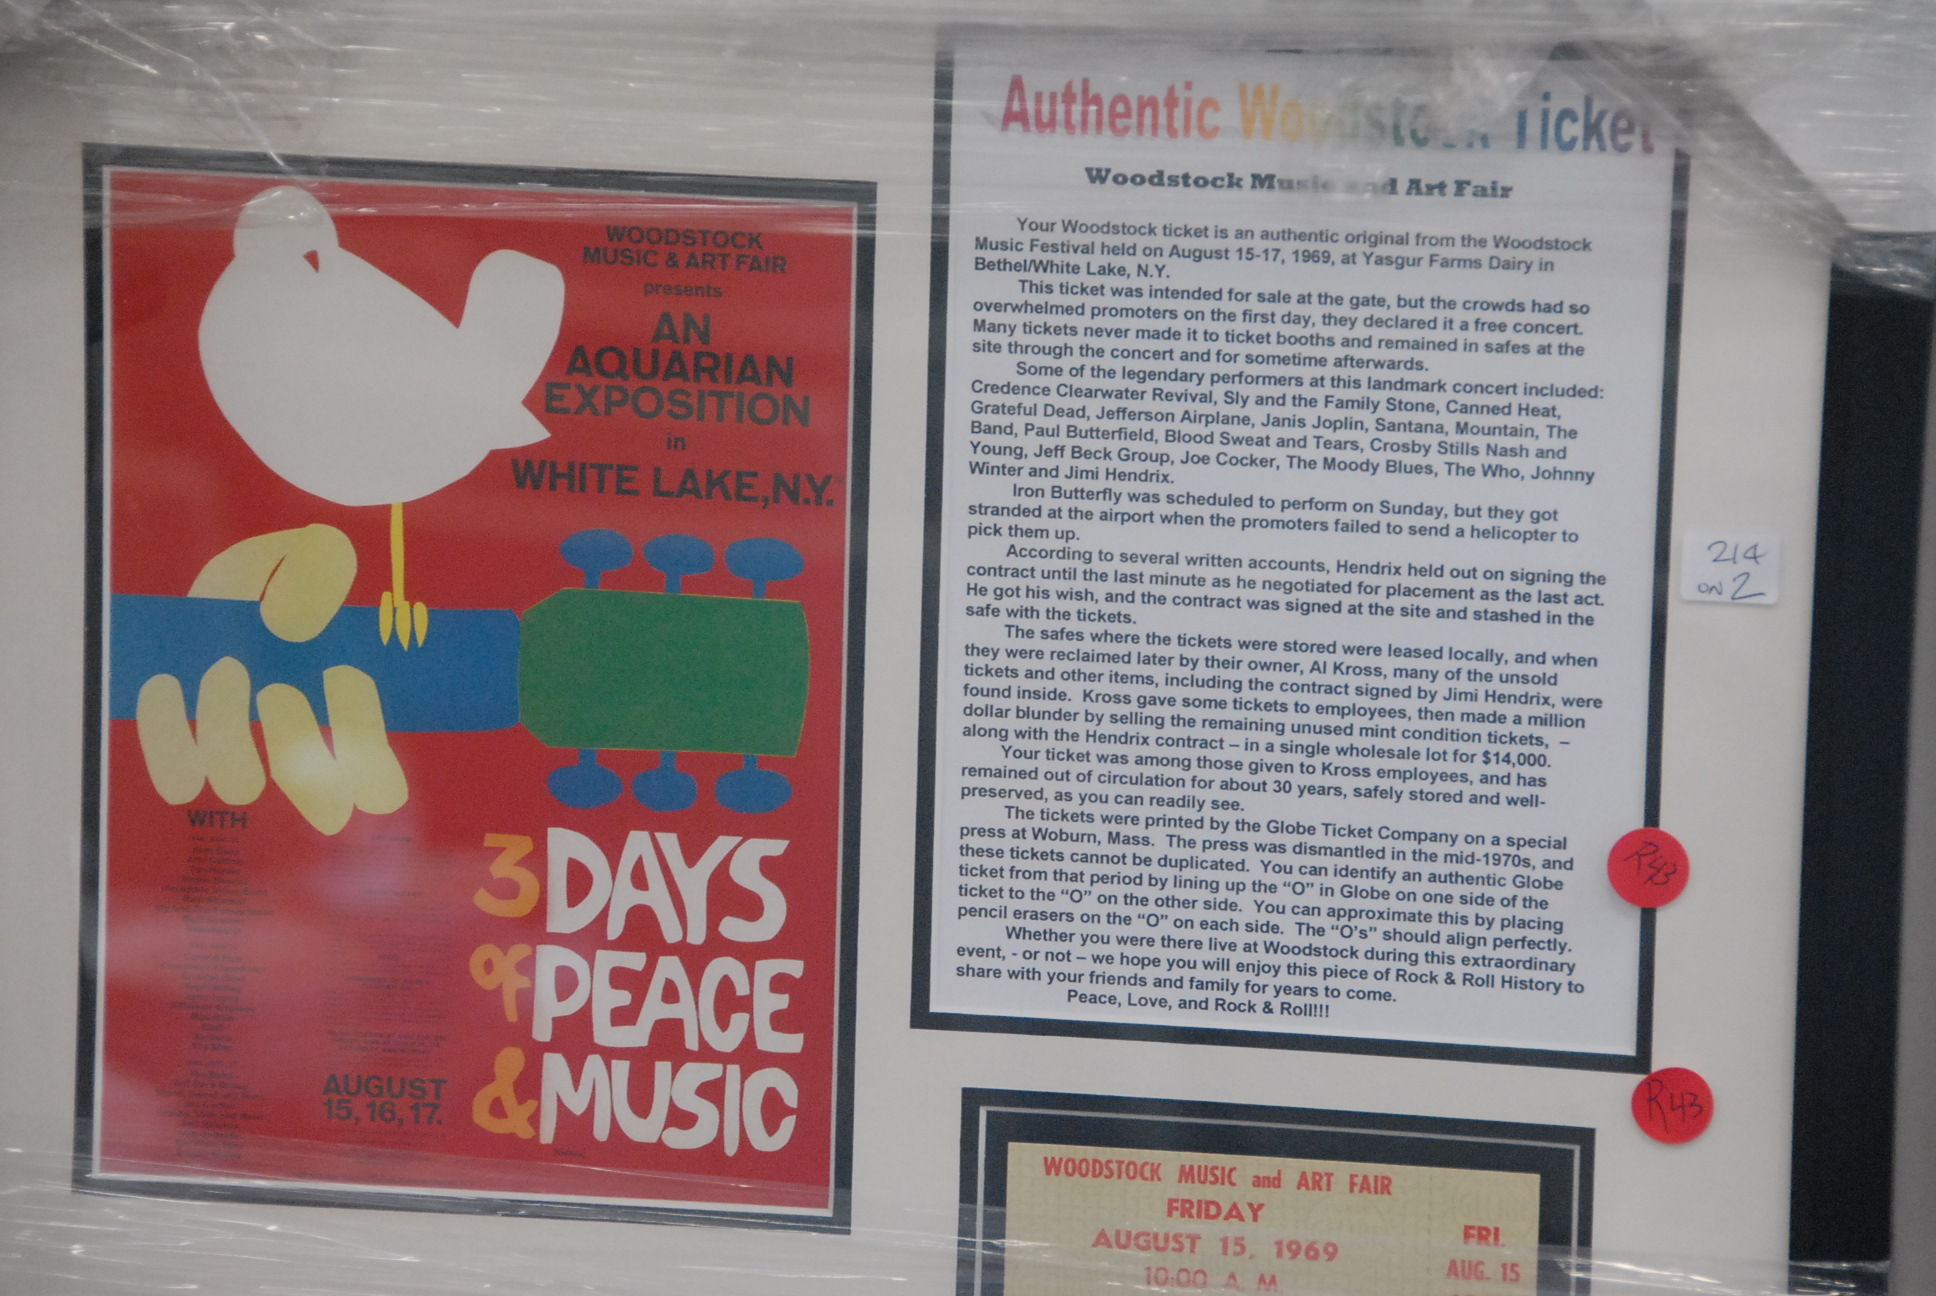 WOODSTOCK
MUSIC & ART FAIR
presents
AN
AQUARIAN
EXPOSITION
in
WHITE LAKE, N.Y.
WITH
AUGUST
15, 16, 17.
3 DAYS
of PEACE
& MUSIC
Authentic Woodstock Ticket
Woodstock Music and Art Fair
Your Woodstock ticket is an authentic original from the Woodstock
Music Festival held on August 15-17, 1969, at Yasgur Farms Dairy in
Bethel/White Lake, N.Y.
This ticket was intended for sale at the gate, but the crowds had so
overwhelmed promoters on the first day, they declared it a free concert.
Many tickets never made it to ticket booths and remained in safes at the
site through the concert and for sometime afterwards.
Some of the legendary performers at this landmark concert included:
Credence Clearwater Revival, Sly and the Family Stone, Canned Heat,
Grateful Dead, Jefferson Airplane, Janis Joplin, Santana, Mountain, The
Band, Paul Butterfield, Blood Sweat and Tears, Crosby Stills Nash and
Young, Jeff Beck Group, Joe Cocker, The Moody Blues, The Who, Johnny
Winter and Jimi Hendrix.
Iron Butterfly was scheduled to perform on Sunday, but they got
stranded at the airport when the promoters failed to send a helicopter to
pick them up.
According to several written accounts, Hendrix held out on signing the
contract until the last minute as he negotiated for placement as the last act.
He got his wish, and the contract was signed at the site and stashed in the
safe with the tickets.
The safes where the tickets were stored were leased locally, and when
they were reclaimed later by their owner, Al Kross, many of the unsold
tickets and other items, including the contract signed by Jimi Hendrix, were
found inside. Kross gave some tickets to employees, then made a million
dollar blunder by selling the remaining unused mint condition tickets, –
along with the Hendrix contract – in a single wholesale lot for $14,000.
Your ticket was among those given to Kross employees, and has
remained out of circulation for about 30 years, safely stored and well-
preserved, as you can readily see.
The tickets were printed by the Globe Ticket Company on a special
press at Woburn, Mass. The press was dismantled in the mid-1970s, and
these tickets cannot be duplicated. You can identify an authentic Globe
ticket from that period by lining up the “O” in Globe on one side of the
ticket to the “O” on the other side. You can approximate this by placing
pencil erasers on the “O” on each side. The “O's” should align perfectly.
Whether you were there live at Woodstock during this extraordinary
event, - or not – we hope you will enjoy this piece of Rock & Roll History to
share with your friends and family for years to come.
Peace, Love, and Rock & Roll!!!
214
on 2
R43
R43
WOODSTOCK MUSIC and ART FAIR
FRIDAY
AUGUST 15, 1969
10:00 A. M.
FRI.
AUG. 15